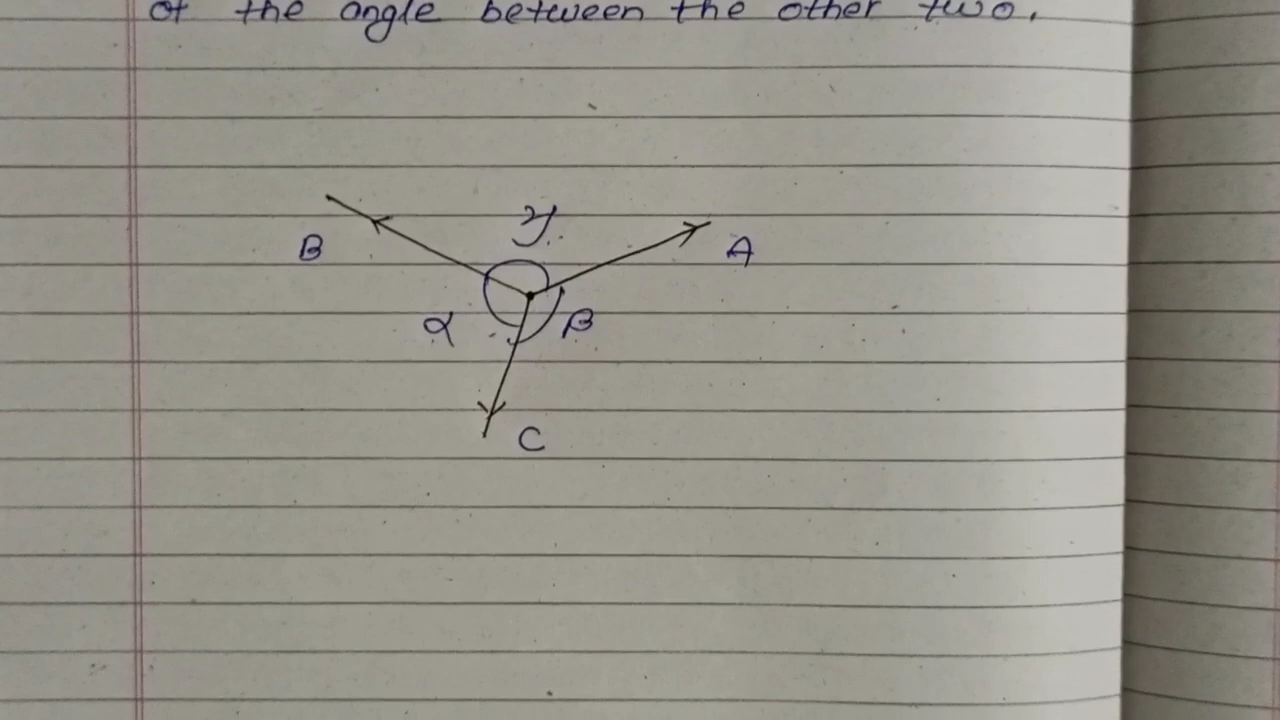 of the angle between the other two.
γ
B
A
α
β
C